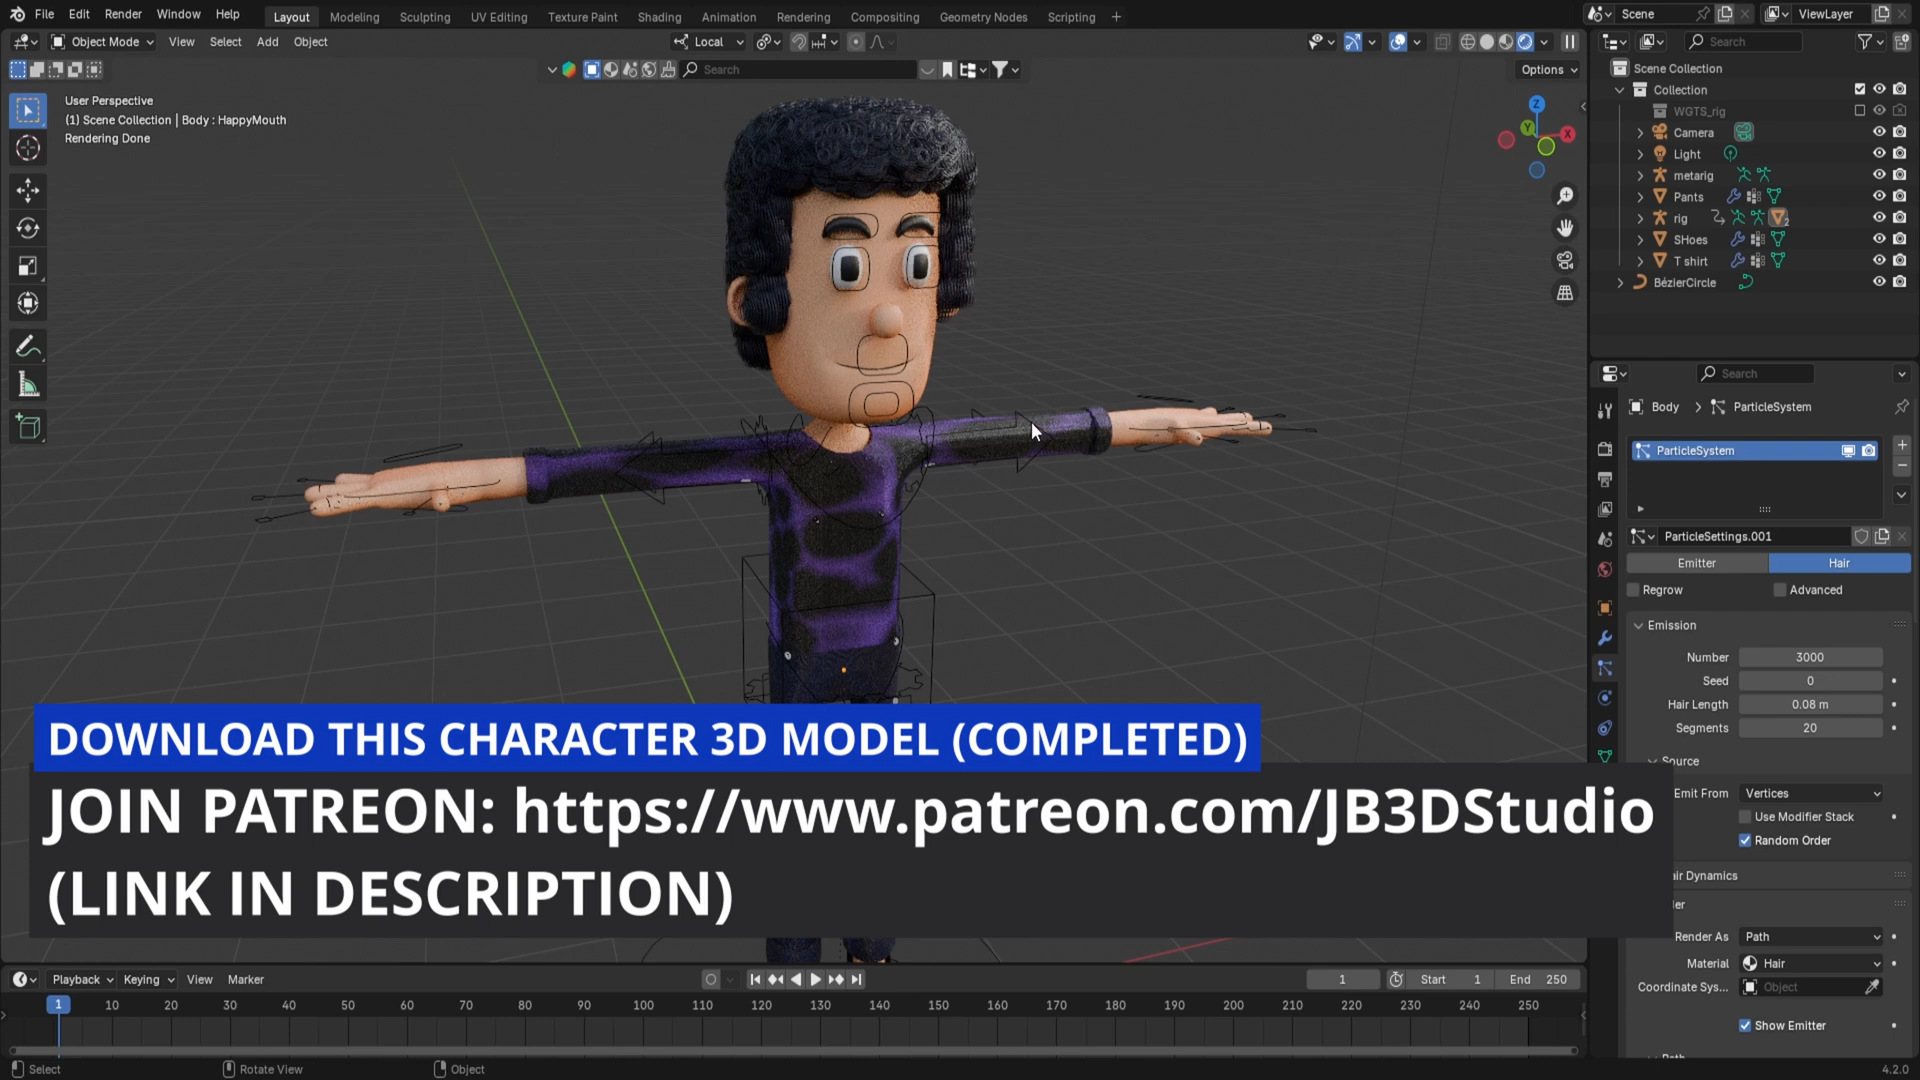 File Edit Render Window Help Layout Modeling Sculpting UV Editing Texture Paint Shading Animation Rendering Compositing Geometry Nodes Scripting + Scene ViewLayer
Object Mode View Select Add Object Local Search
Search Options
User Perspective
(1) Scene Collection | Body : HappyMouth
Rendering Done
Z
Y
X
Scene Collection
Collection
WGTS_rig
Camera
Light
metarig
Pants
rig 2
SHoes
T shirt
BézierCircle
Search
Body > ParticleSystem
ParticleSystem
ParticleSettings.001
Emitter Hair
Regrow Advanced
Emission
Number 3000
Seed 0
Hair Length 0.08 m
Segments 20
Source
Emit From Vertices
Use Modifier Stack
Random Order
air Dynamics
der
Render As Path
Material Hair
Coordinate Sys... Object
Show Emitter
DOWNLOAD THIS CHARACTER 3D MODEL (COMPLETED)
JOIN PATREON: https://www.patreon.com/JB3DStudio
(LINK IN DESCRIPTION)
Playback Keying View Marker 1 Start 1 End 250
1 10 20 30 40 50 60 70 80 90 100 110 120 130 140 150 160 170 180 190 200 210 220 230 240 250
Select Rotate View Object 4.2.0